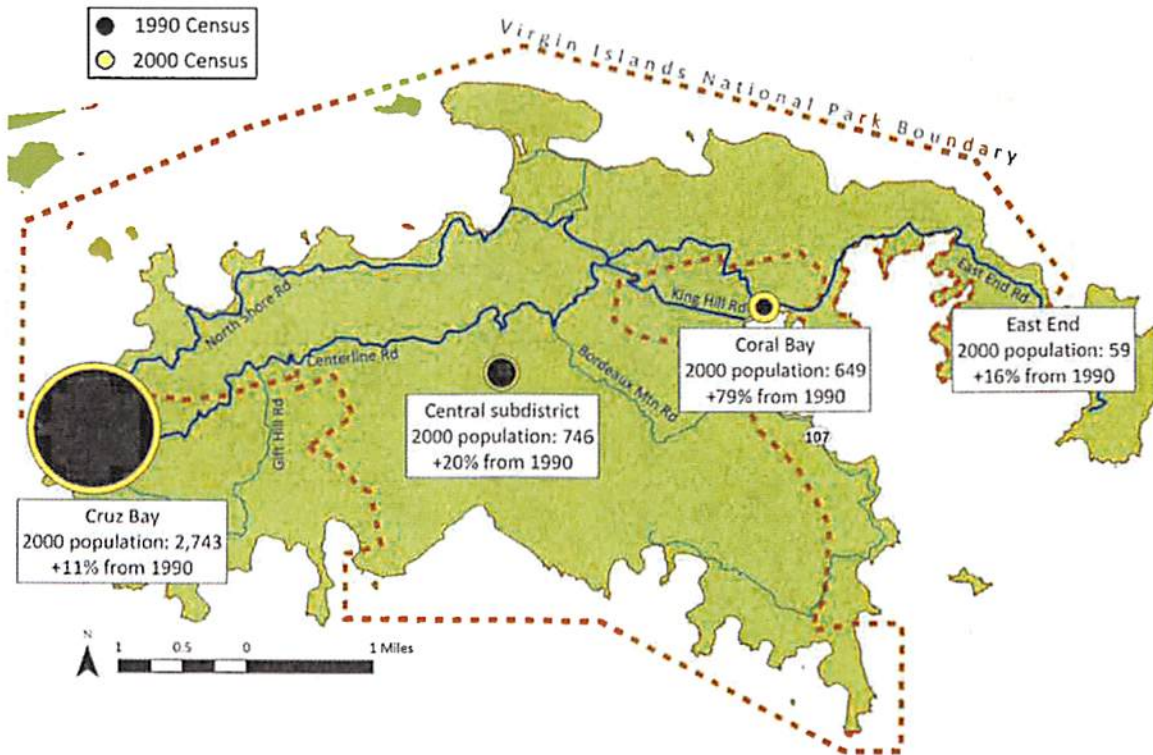 1990 Census
2000 Census
Virgin Islands National Park Boundary
North Shore Rd
Centerline Rd
King Hill Rd
East End Rd
Bordeaux Mtn Rd
Gift Hill Rd
107
East End
2000 population: 59
+16% from 1990
Coral Bay
2000 population: 649
+79% from 1990
Central subdistrict
2000 population: 746
+20% from 1990
Cruz Bay
2000 population: 2,743
+11% from 1990
N
1 0.5 0 1 Miles